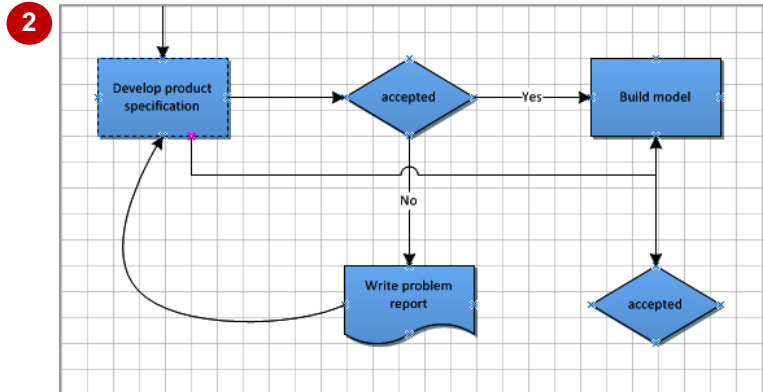 2
Develop product
specification
accepted
Yes
Build model
No
Write problem
report
accepted